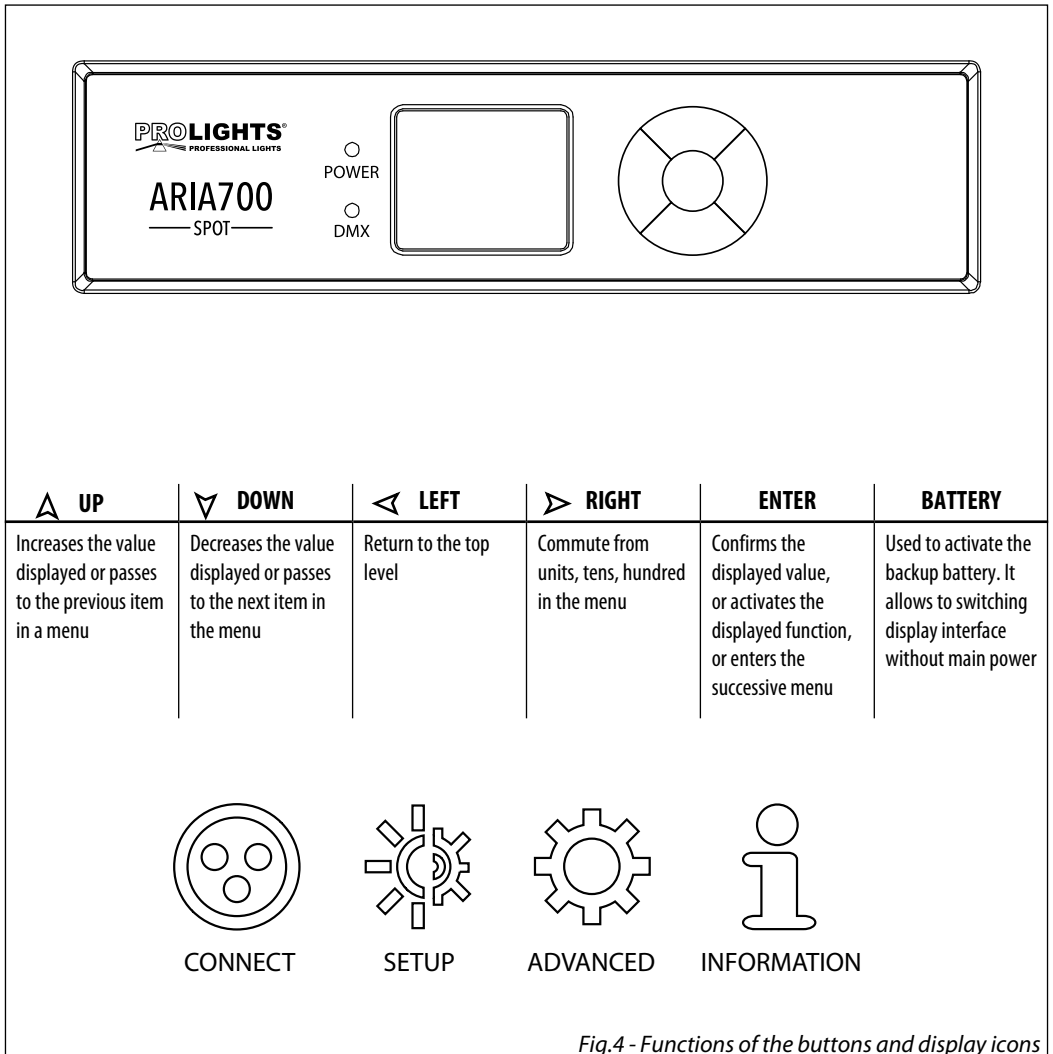 PROLIGHTS®
PROFESSIONAL LIGHTS
ARIA700
SPOT
POWER
DMX
UP
DOWN
LEFT
RIGHT
ENTER
BATTERY
Increases the value
displayed or passes
to the previous item
in a menu
Decreases the value
displayed or passes
to the next item in
the menu
Return to the top
level
Commute from
units, tens, hundred
in the menu
Confirms the
displayed value,
or activates the
displayed function,
or enters the
successive menu
Used to activate the
backup battery. It
allows to switching
display interface
without main power
CONNECT
SETUP
ADVANCED
INFORMATION
Fig.4 - Functions of the buttons and display icons